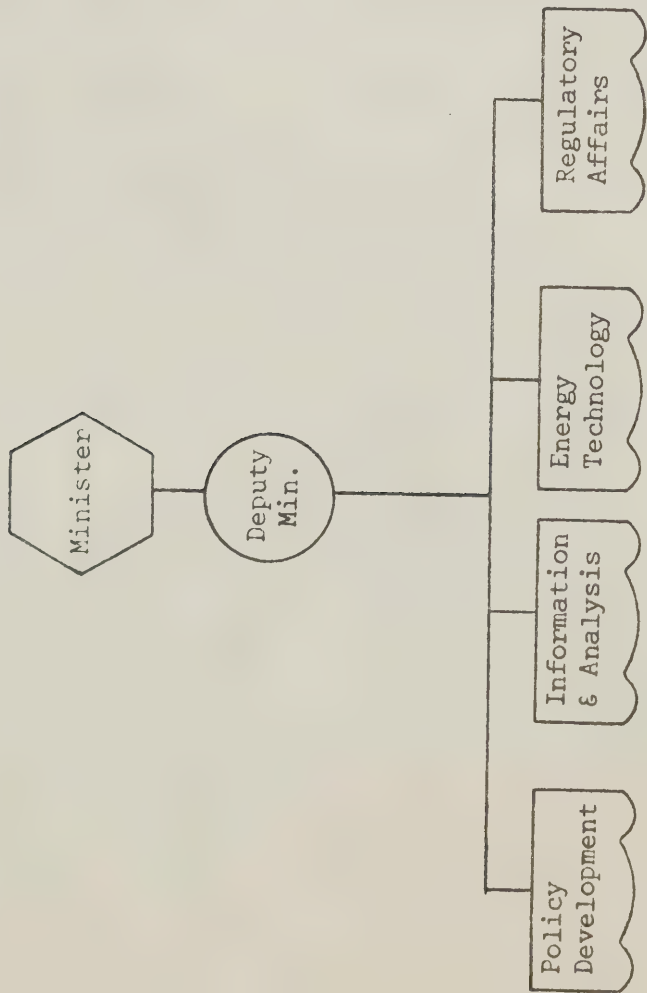 Minister
Deputy
Min.
Policy
Development
Information
& Analysis
Energy
Technology
Regulatory
Affairs